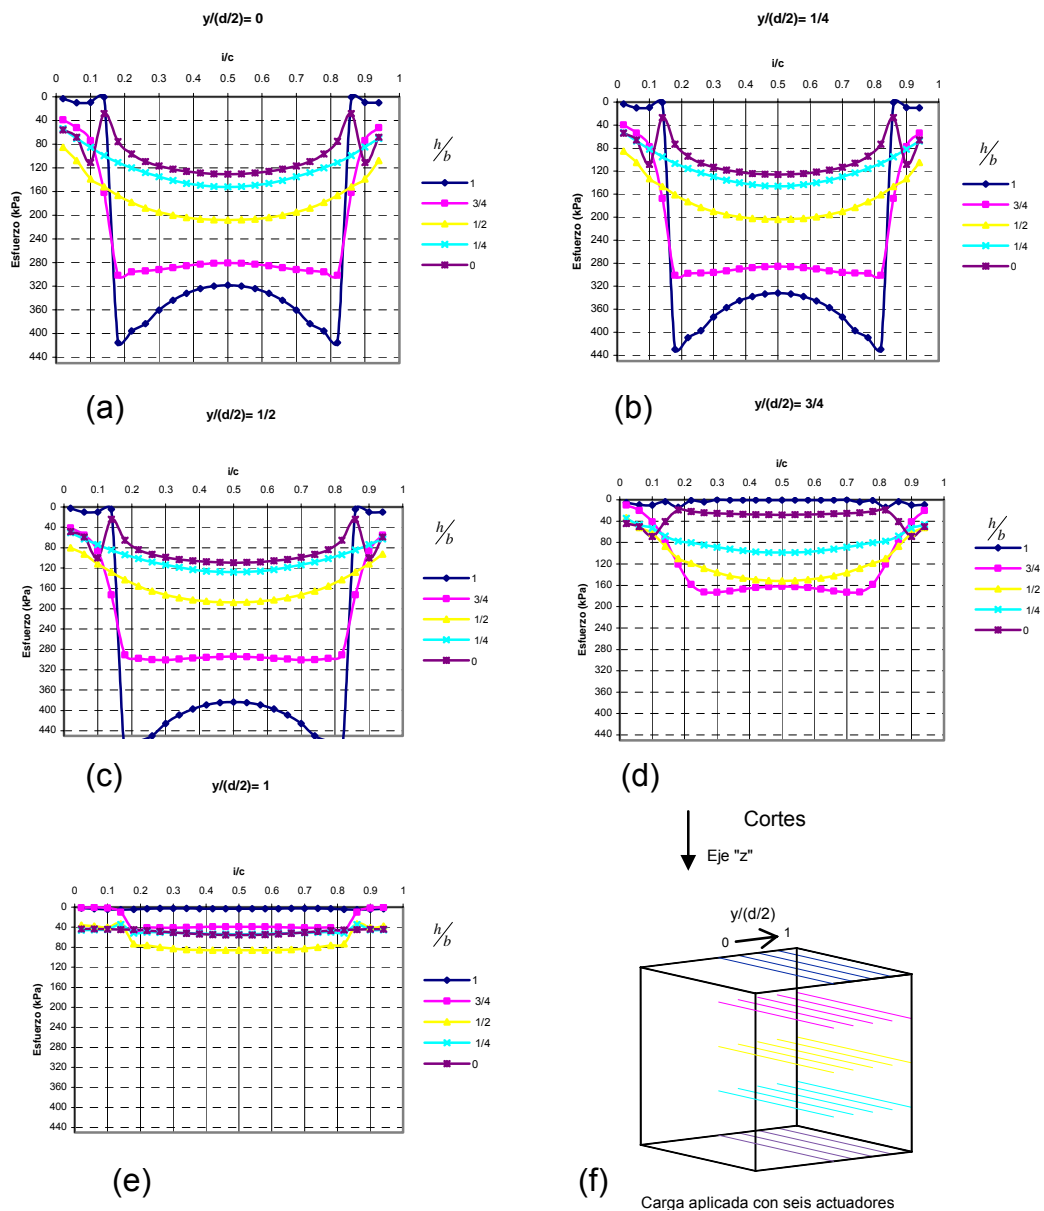 y/(d/2)= 0
i/c
0 0.1 0.2 0.3 0.4 0.5 0.6 0.7 0.8 0.9 1
0
40
80
120
160
200
240
280
320
360
400
440
Esfuerzo (kPa)
h/b
1
3/4
1/2
1/4
0
(a)
y/(d/2)= 1/4
i/c
0 0.1 0.2 0.3 0.4 0.5 0.6 0.7 0.8 0.9 1
0
40
80
120
160
200
240
280
320
360
400
440
Esfuerzo (kPa)
h/b
1
3/4
1/2
1/4
0
(b)
y/(d/2)= 1/2
i/c
0 0.1 0.2 0.3 0.4 0.5 0.6 0.7 0.8 0.9 1
0
40
80
120
160
200
240
280
320
360
400
440
Esfuerzo (kPa)
h/b
1
3/4
1/2
1/4
0
(c)
y/(d/2)= 3/4
i/c
0 0.1 0.2 0.3 0.4 0.5 0.6 0.7 0.8 0.9 1
0
40
80
120
160
200
240
280
320
360
400
440
Esfuerzo (kPa)
h/b
1
3/4
1/2
1/4
0
(d)
y/(d/2)= 1
i/c
0 0.1 0.2 0.3 0.4 0.5 0.6 0.7 0.8 0.9 1
0
40
80
120
160
200
240
280
320
360
400
440
Esfuerzo (kPa)
h/b
1
3/4
1/2
1/4
0
(e)
Cortes
Eje "z"
y/(d/2)
0 1
(f)
Carga aplicada con seis actuadores